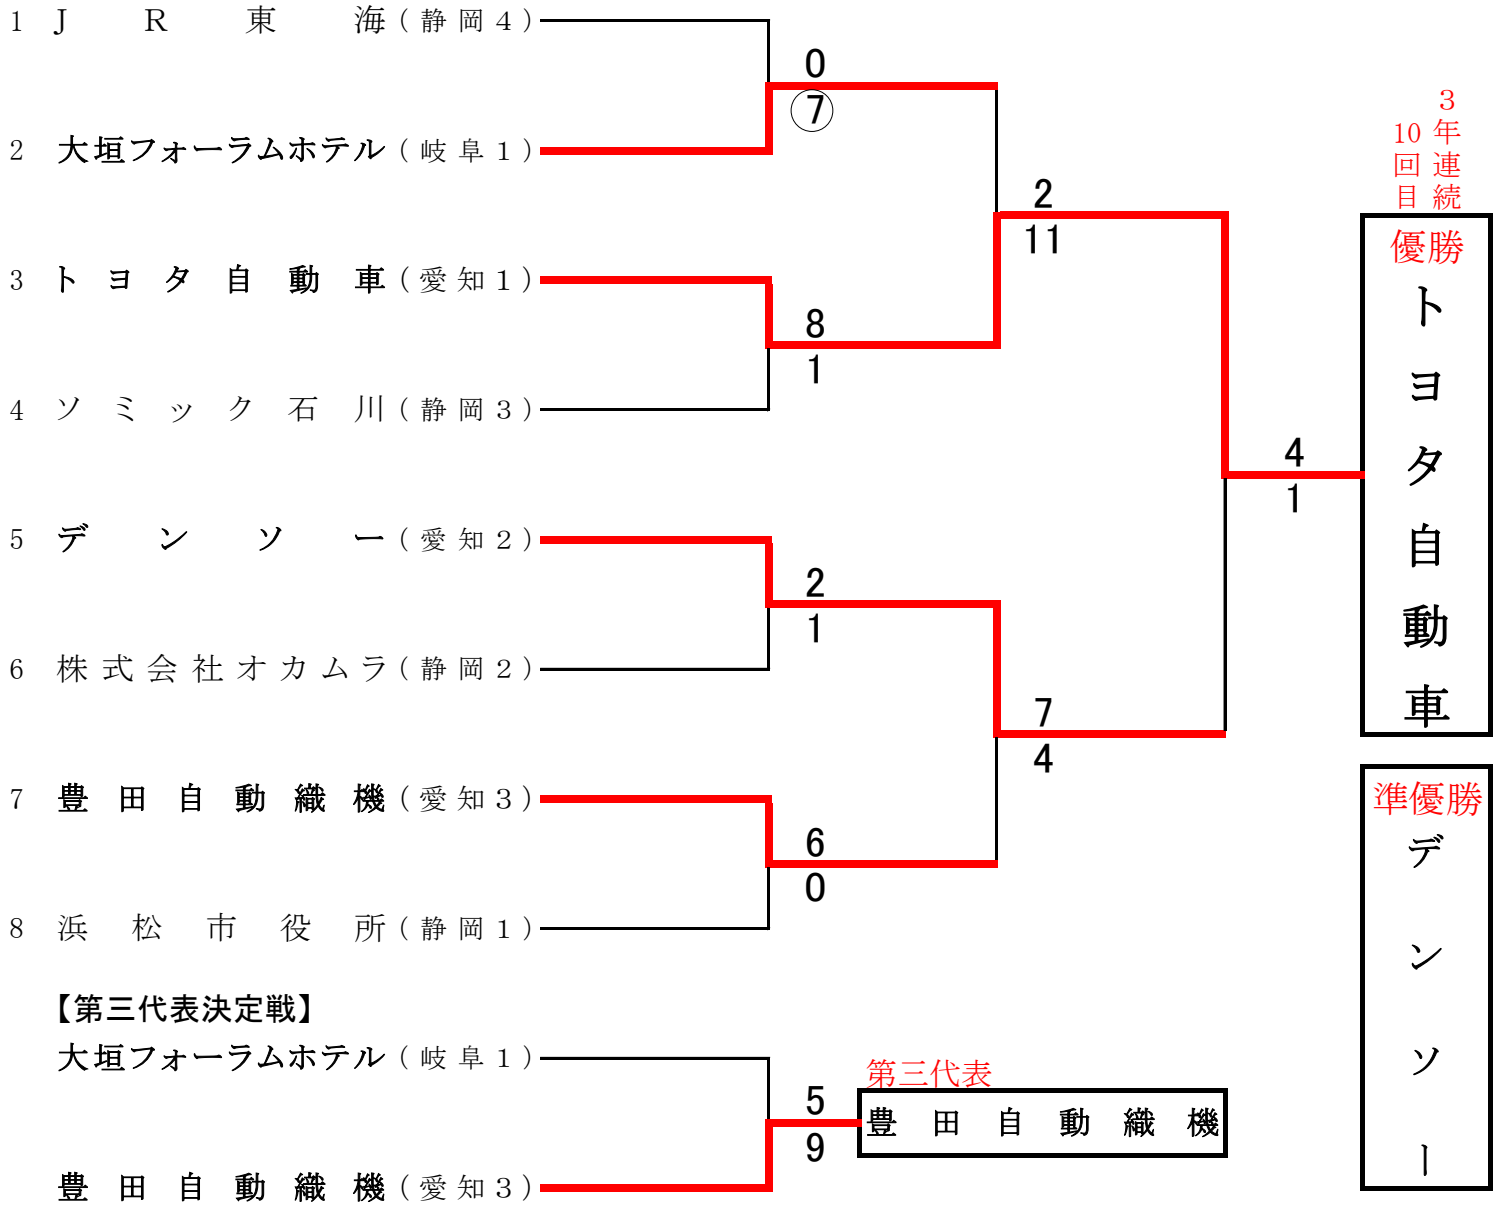 1 Ｊ Ｒ 東 海 ( 静 岡 ４ )
0
⑦
2 大垣フォーラムホテル ( 岐 阜 １ )
2
11
3 ト ヨ タ 自 動 車 ( 愛 知 １ )
8
1
4 ソ ミ ッ ク 石 川 ( 静 岡 ３ )
4
1
5 デ ン ソ ー ( 愛 知 ２ )
2
1
6 株 式 会 社 オ カ ム ラ ( 静 岡 ２ )
7
4
7 豊 田 自 動 織 機 ( 愛 知 ３ )
6
0
8 浜 松 市 役 所 ( 静 岡 １ )
【第三代表決定戦】
大垣フォーラムホテル ( 岐 阜 １ )
5
9
豊 田 自 動 織 機 ( 愛 知 ３ )
第三代表
豊 田 自 動 織 機
３年連続
10回目
優勝
トヨタ自動車
準優勝
デンソー